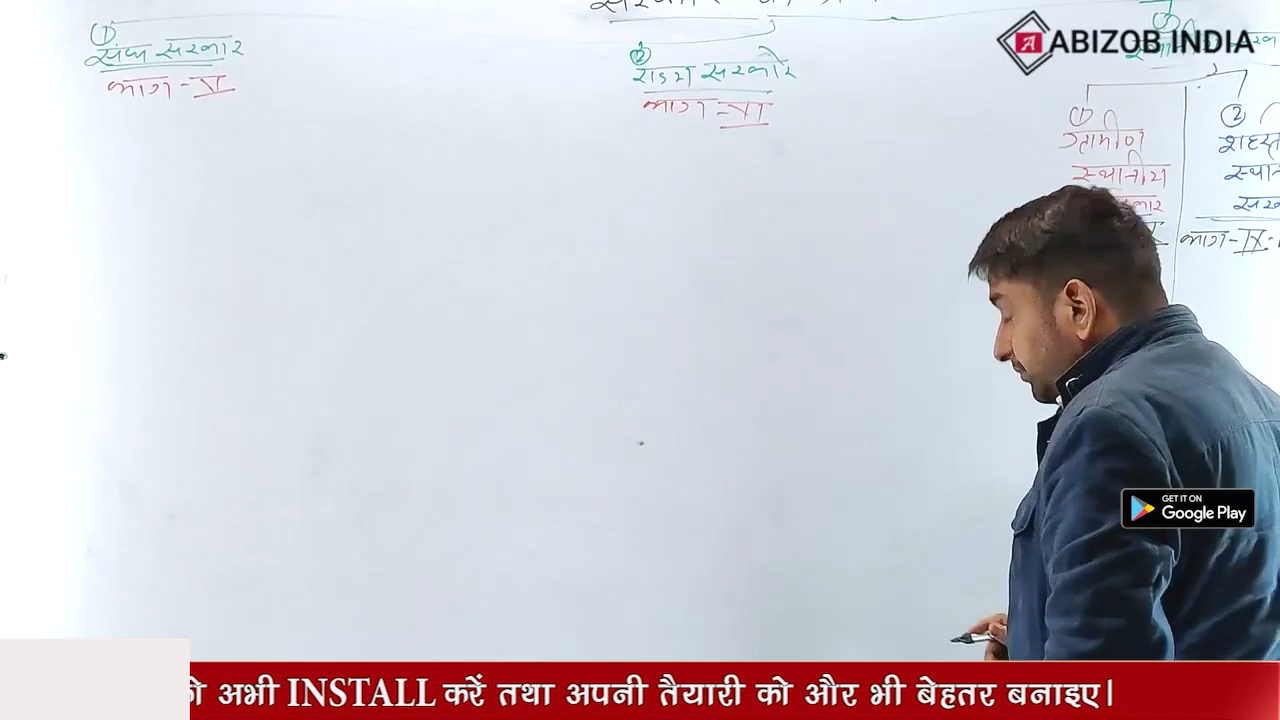 ①
संघ सरकार
भाग - V
②
राज्य सरकारें
भाग - VI
ABIZOB INDIA
①
ग्रामीण
स्थानीय
②
भाग - IX
GET IT ON
Google Play
अभी INSTALL करें तथा अपनी तैयारी को और भी बेहतर बनाइए।